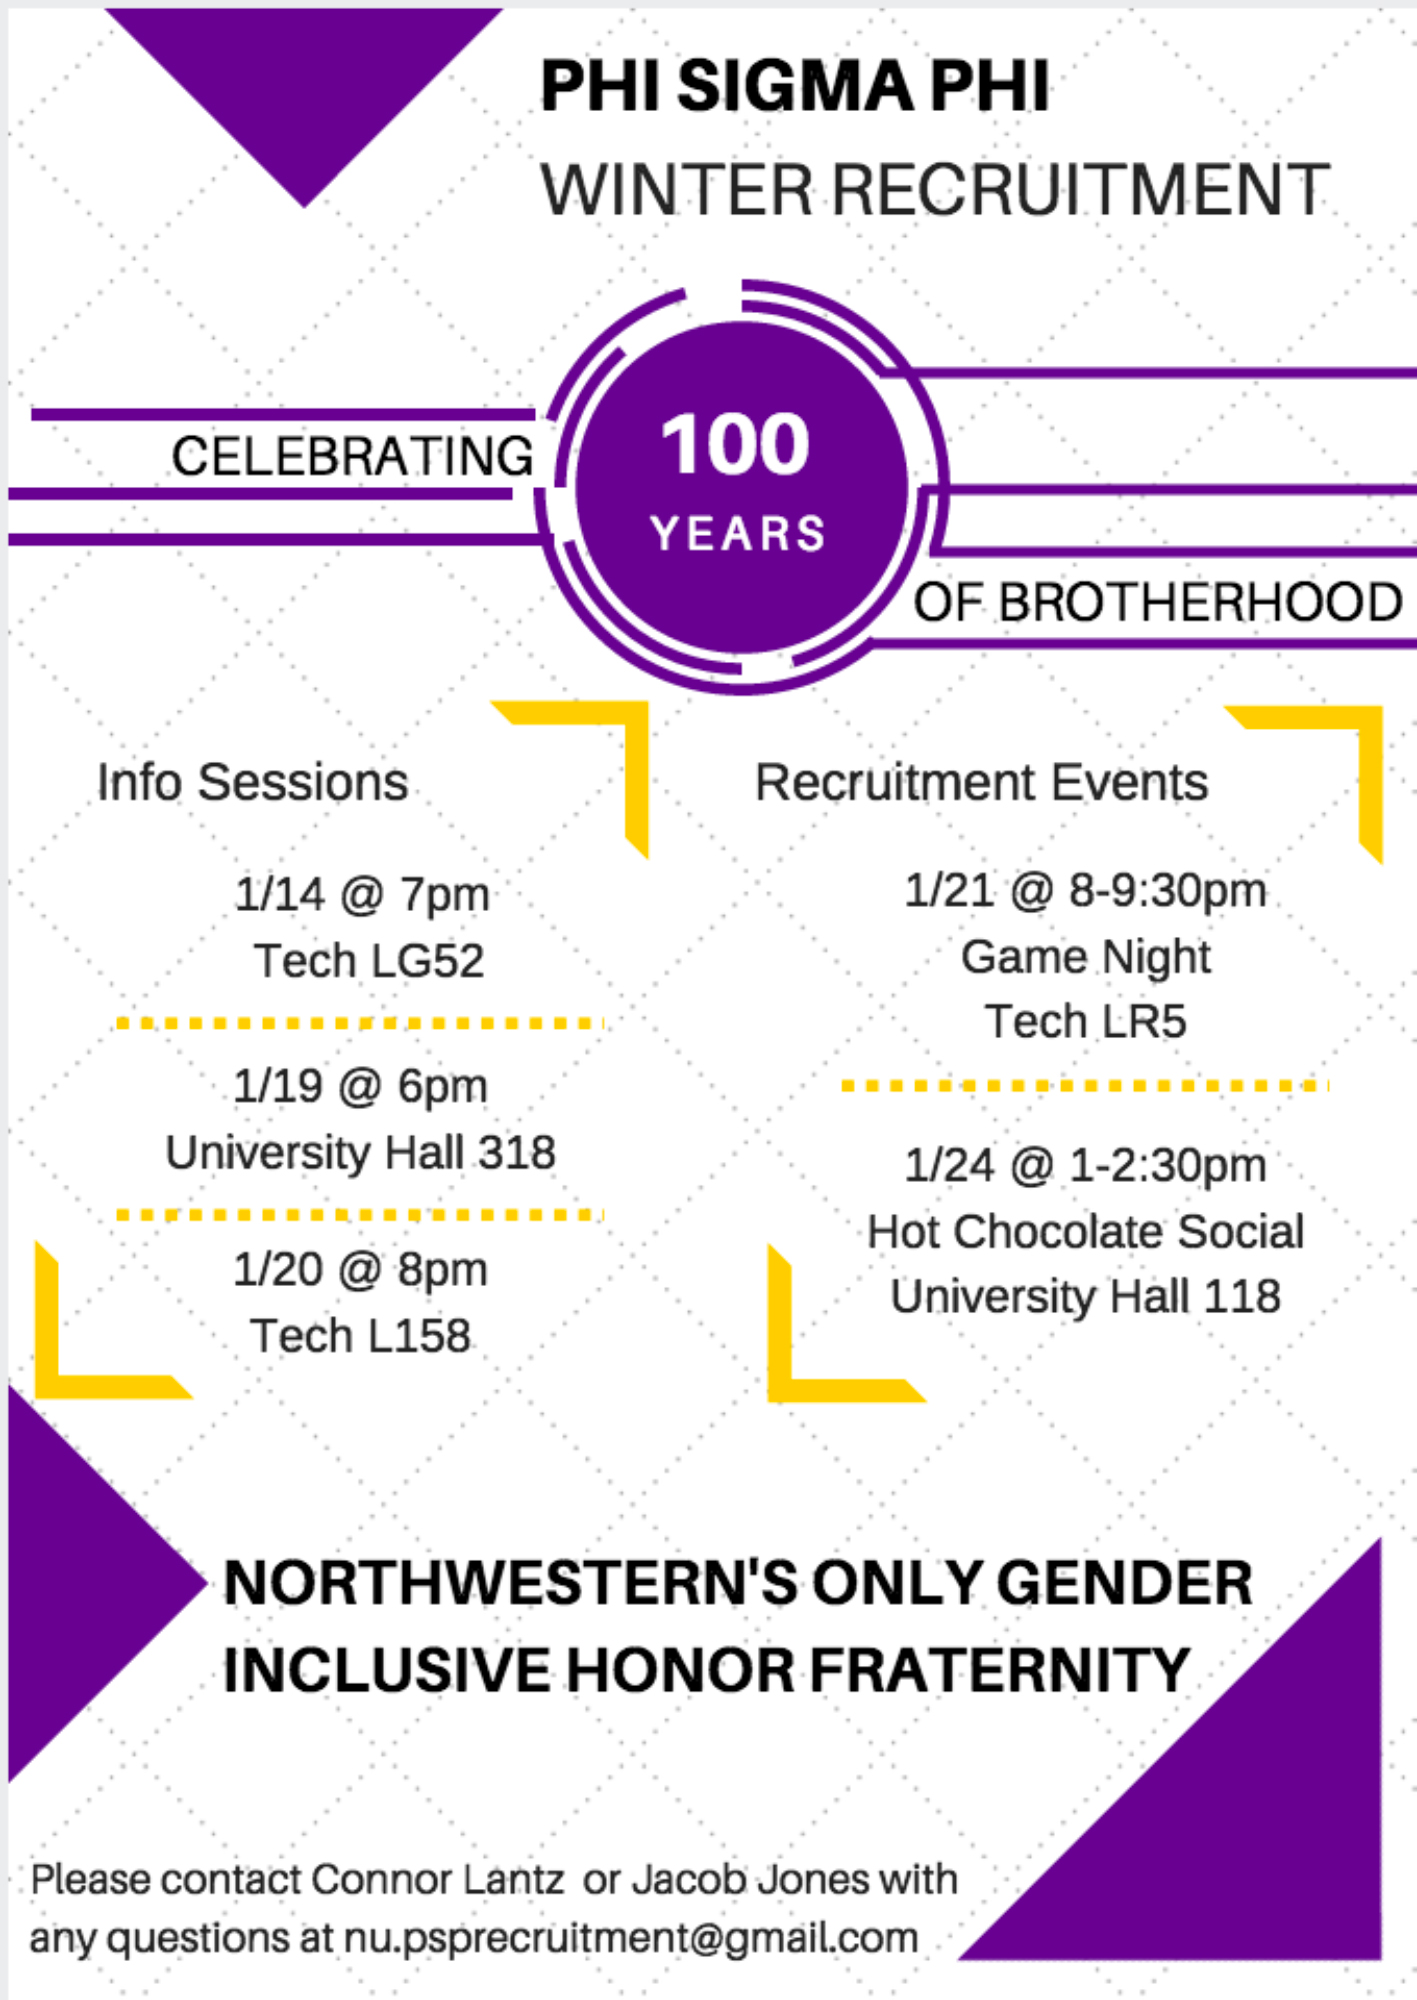 PHI SIGMA PHI
WINTER RECRUITMENT
CELEBRATING
100
YEARS
OF BROTHERHOOD
Info Sessions
1/14 @ 7pm
Tech LG52
1/19 @ 6pm
University Hall 318
1/20 @ 8pm
Tech L158
Recruitment Events
1/21 @ 8-9:30pm
Game Night
Tech LR5
1/24 @ 1-2:30pm
Hot Chocolate Social
University Hall 118
NORTHWESTERN'S ONLY GENDER
INCLUSIVE HONOR FRATERNITY
Please contact Connor Lantz or Jacob Jones with
any questions at nu.psprecruitment@gmail.com